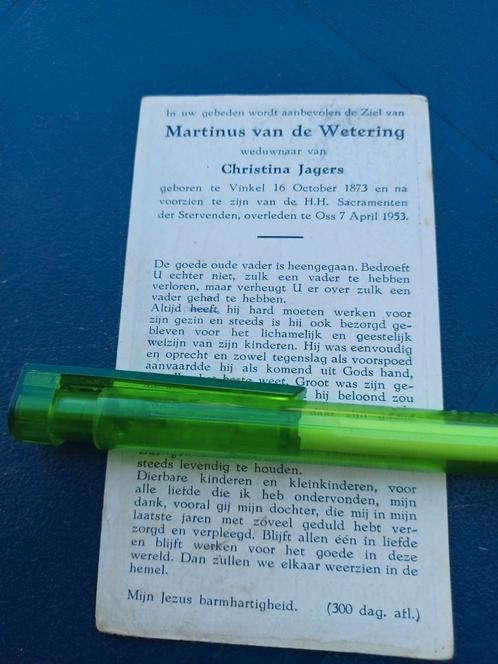 In uw gebeden wordt aanbevolen de Ziel van
Martinus van de Wetering
weduwnaar van
Christina Jagers
geboren te Vinkel 16 October 1873 en na
voorzien te zijn van de H.H. Sacramenten
der Stervenden, overleden te Oss 7 April 1953.
De goede oude vader is heengegaan. Bedroeft
U echter niet, zulk een vader te hebben
verloren, maar verheugt U er over zulk een
vader gehad te hebben.
Altijd heeft hij hard moeten werken voor
zijn gezin en steeds is hij ook bezorgd ge-
bleven voor het lichamelijk en geestelijk
welzijn van zijn kinderen. Hij was eenvoudig
en oprecht en zowel tegenslag als voorspoed
aanvaardde hij als komend uit Gods hand,
het beste weet. Groot was zijn ge-
hij beloond zou
steeds levendig te houden.
Dierbare kinderen en kleinkinderen, voor
alle liefde die ik heb ondervonden, mijn
dank, vooral gij mijn dochter, die mij in mijn
laatste jaren met zóveel geduld hebt ver-
zorgd en verpleegd. Blijft allen één in liefde
en blijft werken voor het goede in deze
wereld. Dan zullen we elkaar weerzien in de
hemel.
Mijn Jezus barmhartigheid. (300 dag. afl.)